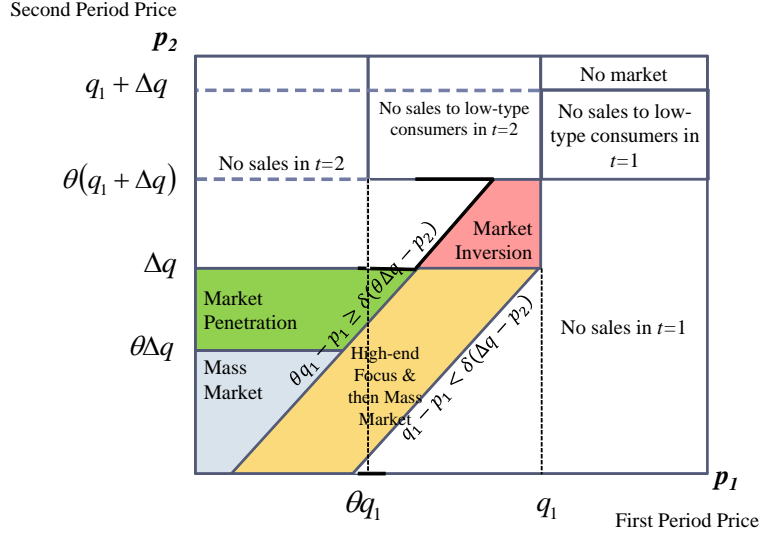 Second Period Price
p₂
q₁ + Δq
No market
No sales to low-type
consumers in t=2
No sales to low-
type consumers in
t=1
No sales in t=2
θ(q₁ + Δq)
Market
Inversion
Δq
θq₁ − p₁ ≥ δ(θΔq − p₂)
Market
Penetration
No sales in t=1
θΔq
q₁ − p₁ < δ(Δq − p₂)
Mass
Market
High-end
Focus &
then Mass
Market
p₁
θq₁
q₁
First Period Price